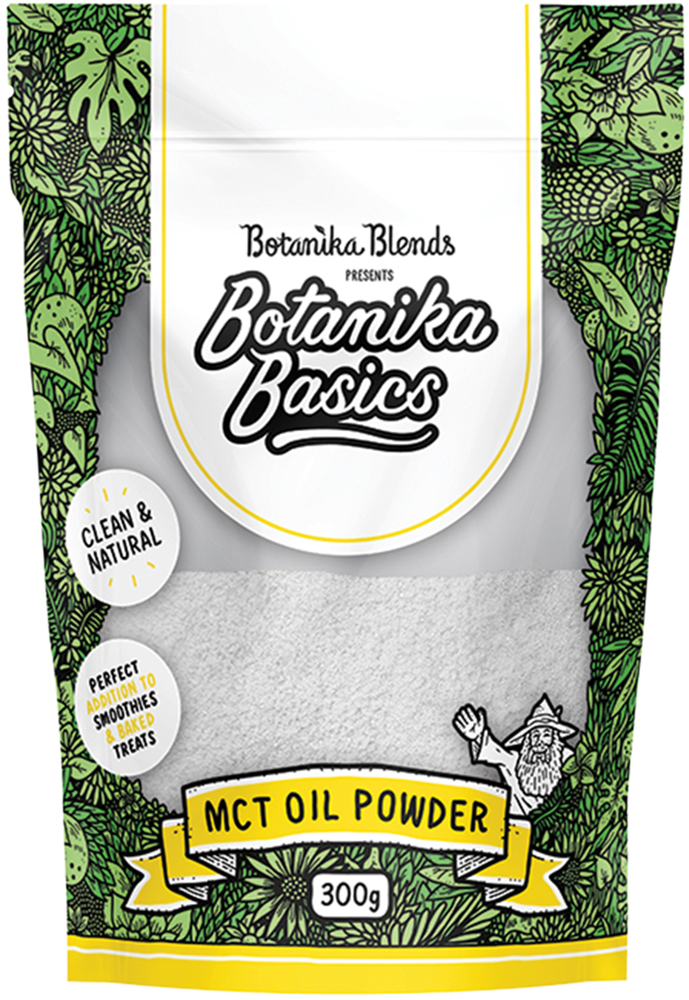 Botanika Blends
PRESENTS
Botanika
Basics
CLEAN &
NATURAL
PERFECT
ADDITION TO
SMOOTHIES
& BAKED
TREATS
MCT OIL POWDER
300g